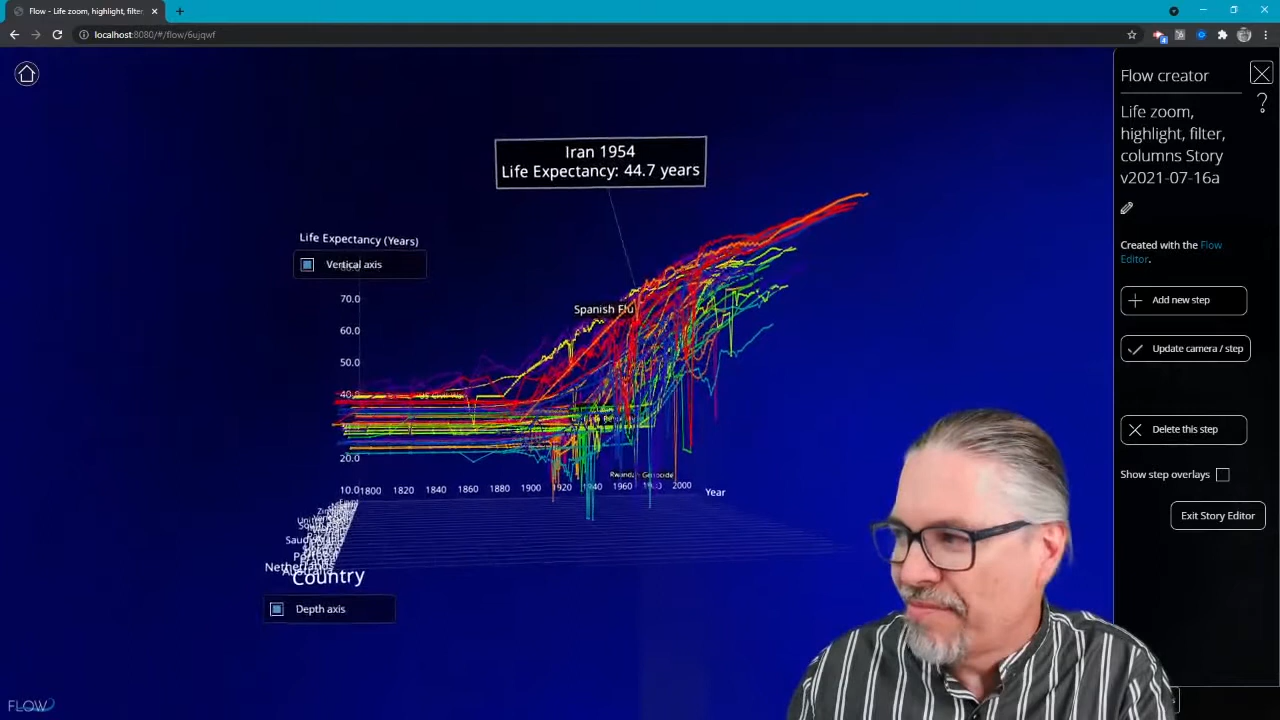 Flow - Life zoom, highlight, filter,
localhost:8080/#/flow/6ujqwf
Flow creator
?
Life zoom,
highlight, filter,
columns Story
v2021-07-16a
Created with the Flow
Editor.
Add new step
Update camera / step
Delete this step
Show step overlays
Exit Story Editor
Iran 1954
Life Expectancy: 44.7 years
Life Expectancy (Years)
Vertical axis
70.0
60.0
50.0
40.0
20.0
10.0
Spanish Flu
Rwandan Genocide
1800 1820 1840 1860 1880 1900 1920 1940 1960 1980 2000
Year
Netherlands
Country
Depth axis
FLOW